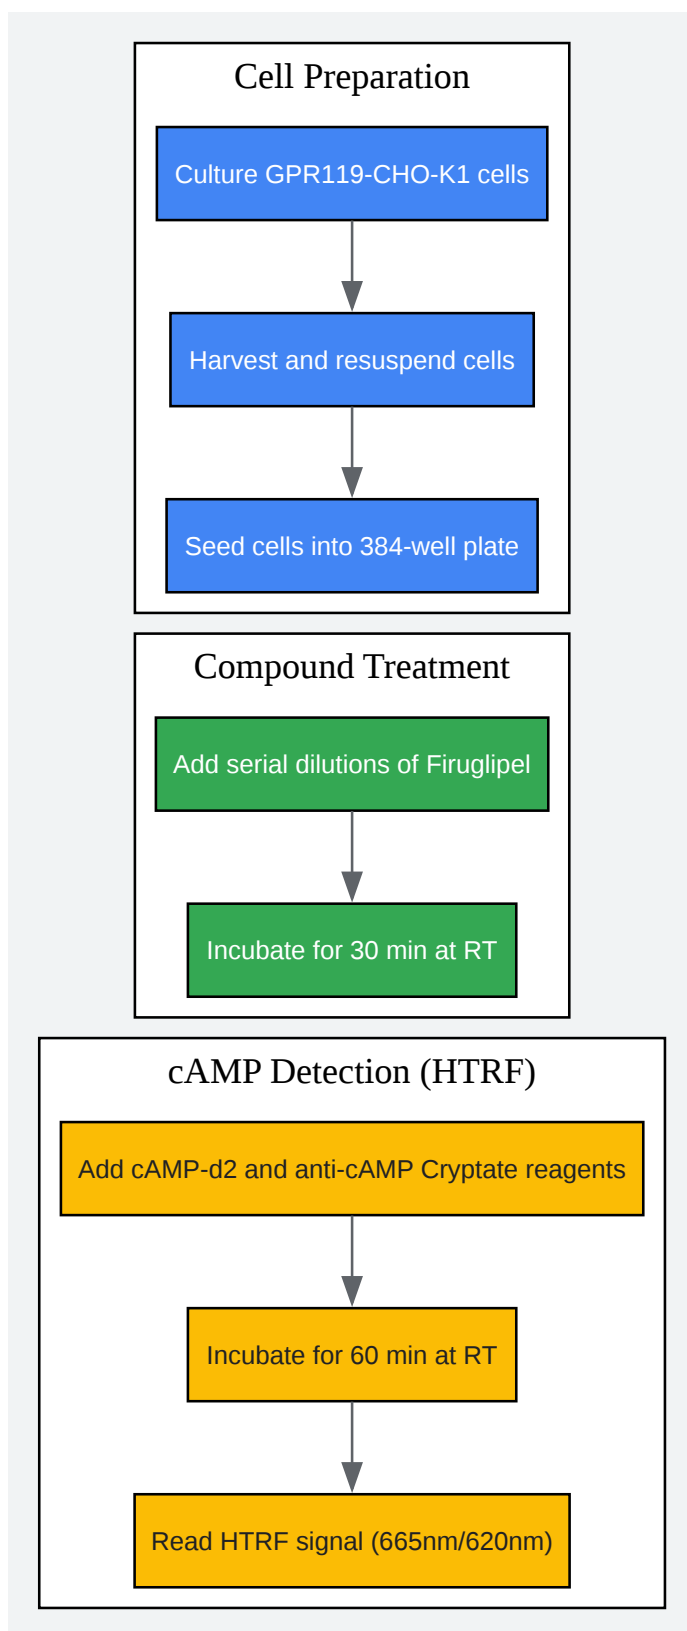 Cell Preparation
Culture GPR119-CHO-K1 cells
Harvest and resuspend cells
Seed cells into 384-well plate
Compound Treatment
Add serial dilutions of Firuglipel
Incubate for 30 min at RT
cAMP Detection (HTRF)
Add cAMP-d2 and anti-cAMP Cryptate reagents
Incubate for 60 min at RT
Read HTRF signal (665nm/620nm)